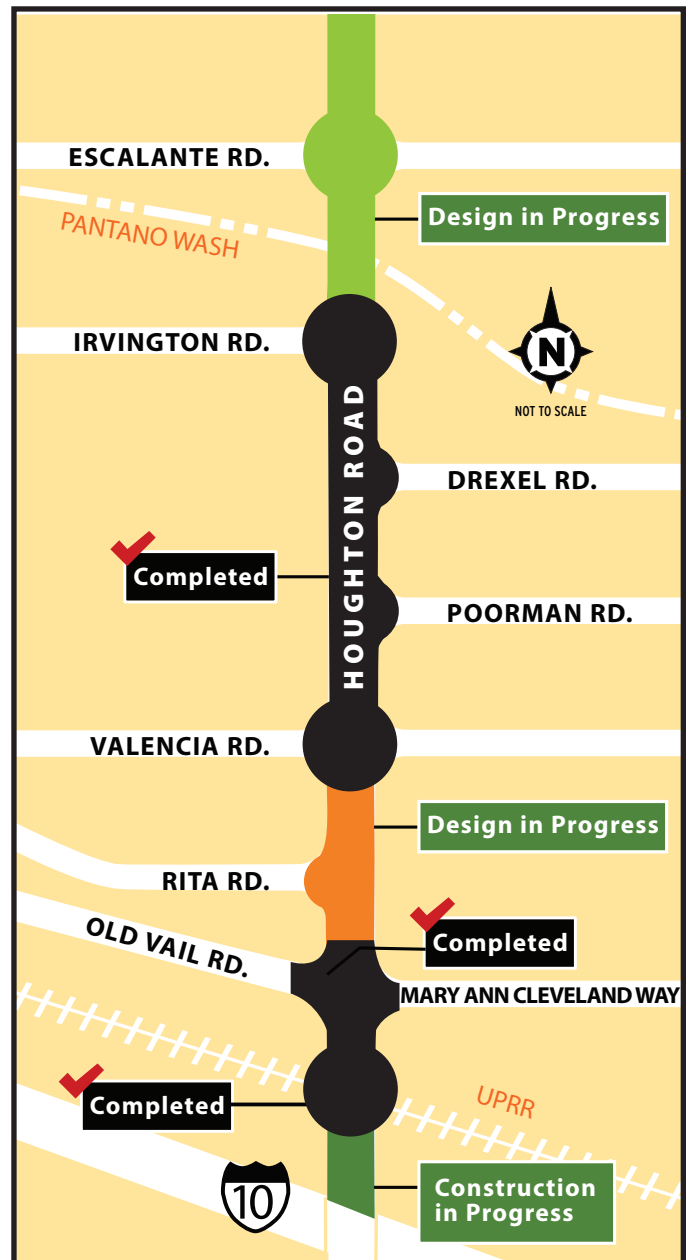 ESCALANTE RD.
Design in Progress
PANTANO WASH
IRVINGTON RD.
N
NOT TO SCALE
HOUGHTON ROAD
DREXEL RD.
Completed
POORMAN RD.
VALENCIA RD.
Design in Progress
RITA RD.
OLD VAIL RD.
Completed
MARY ANN CLEVELAND WAY
Completed
UPRR
10
Construction
in Progress